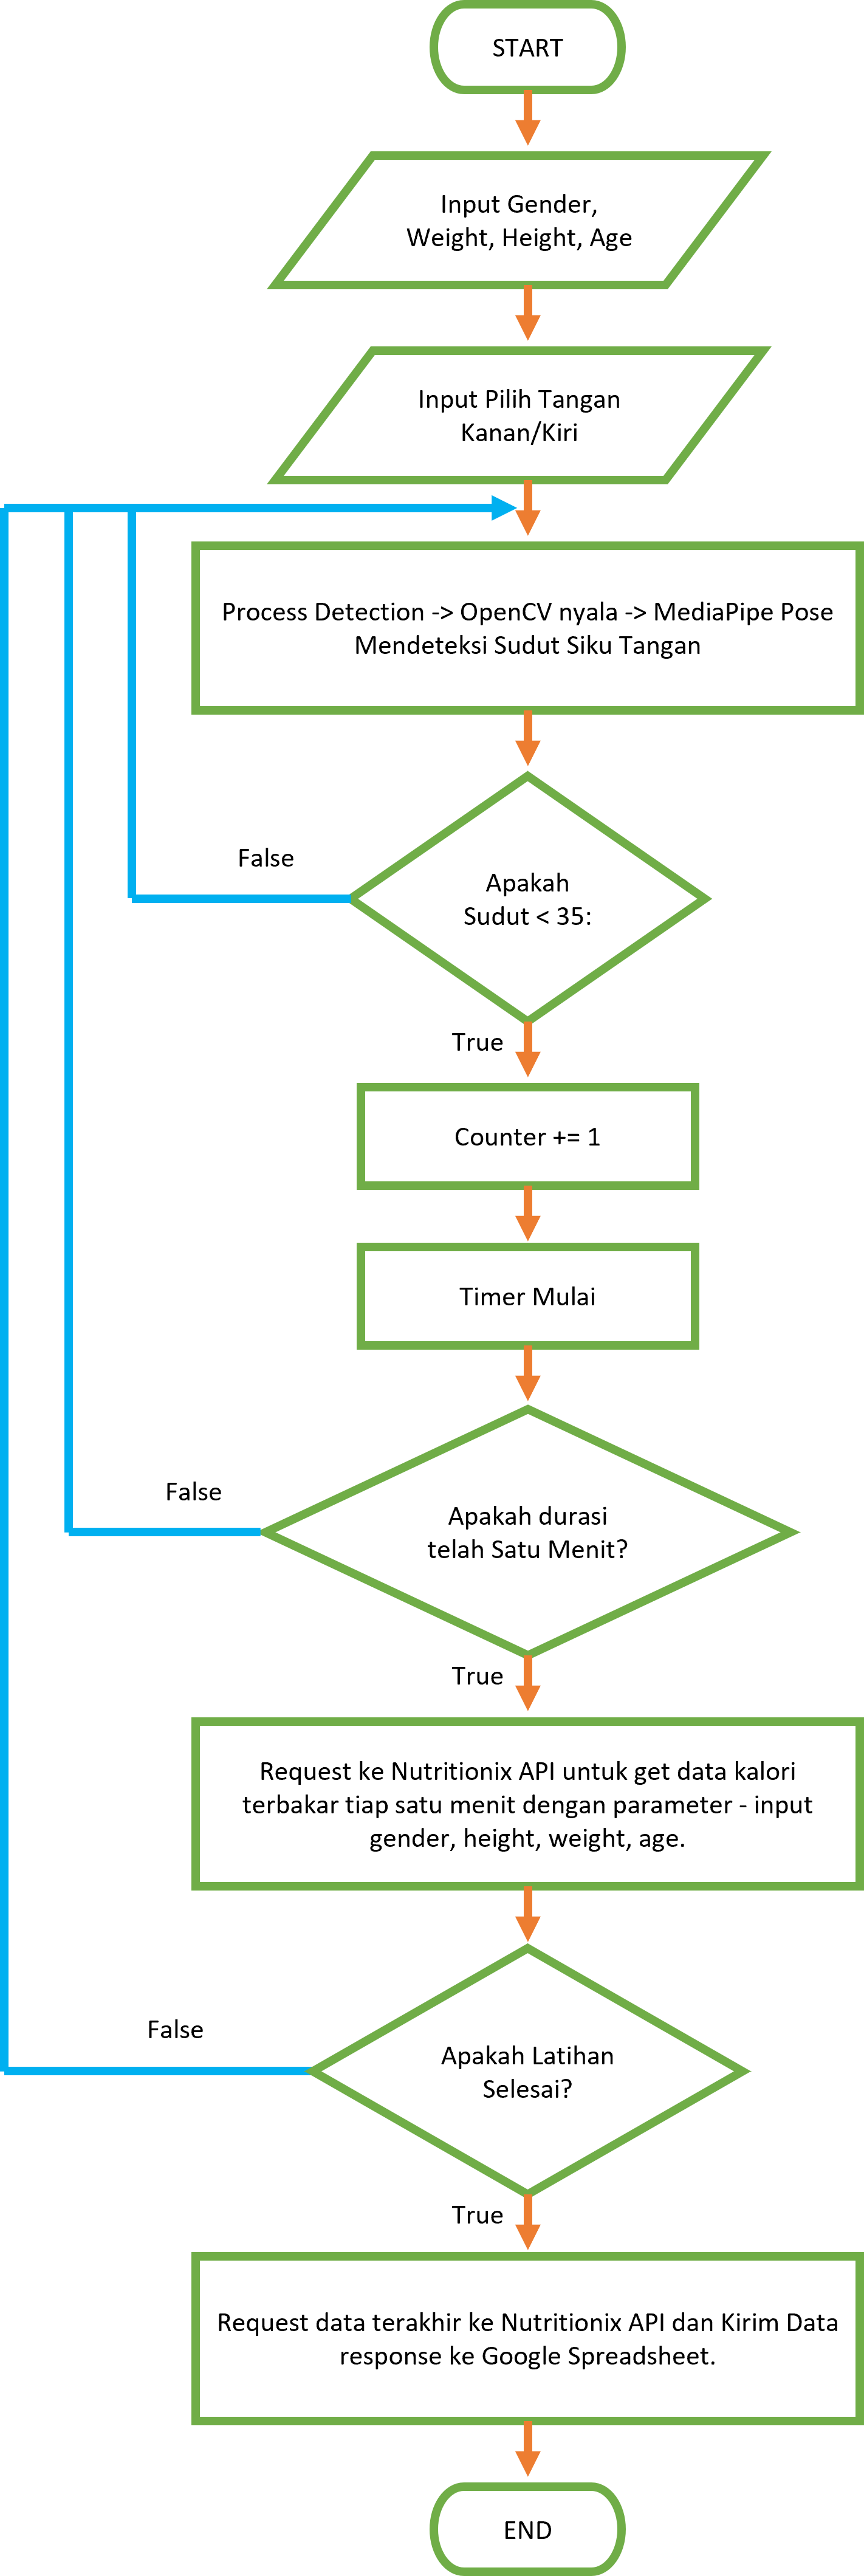 START
Input Gender,
Weight, Height, Age
Input Pilih Tangan
Kanan/Kiri
Process Detection -> OpenCV nyala -> MediaPipe Pose
Mendeteksi Sudut Siku Tangan
False
Apakah
Sudut < 35:
True
Counter += 1
Timer Mulai
False
Apakah durasi
telah Satu Menit?
True
Request ke Nutritionix API untuk get data kalori
terbakar tiap satu menit dengan parameter - input
gender, height, weight, age.
False
Apakah Latihan
Selesai?
True
Request data terakhir ke Nutritionix API dan Kirim Data
response ke Google Spreadsheet.
END